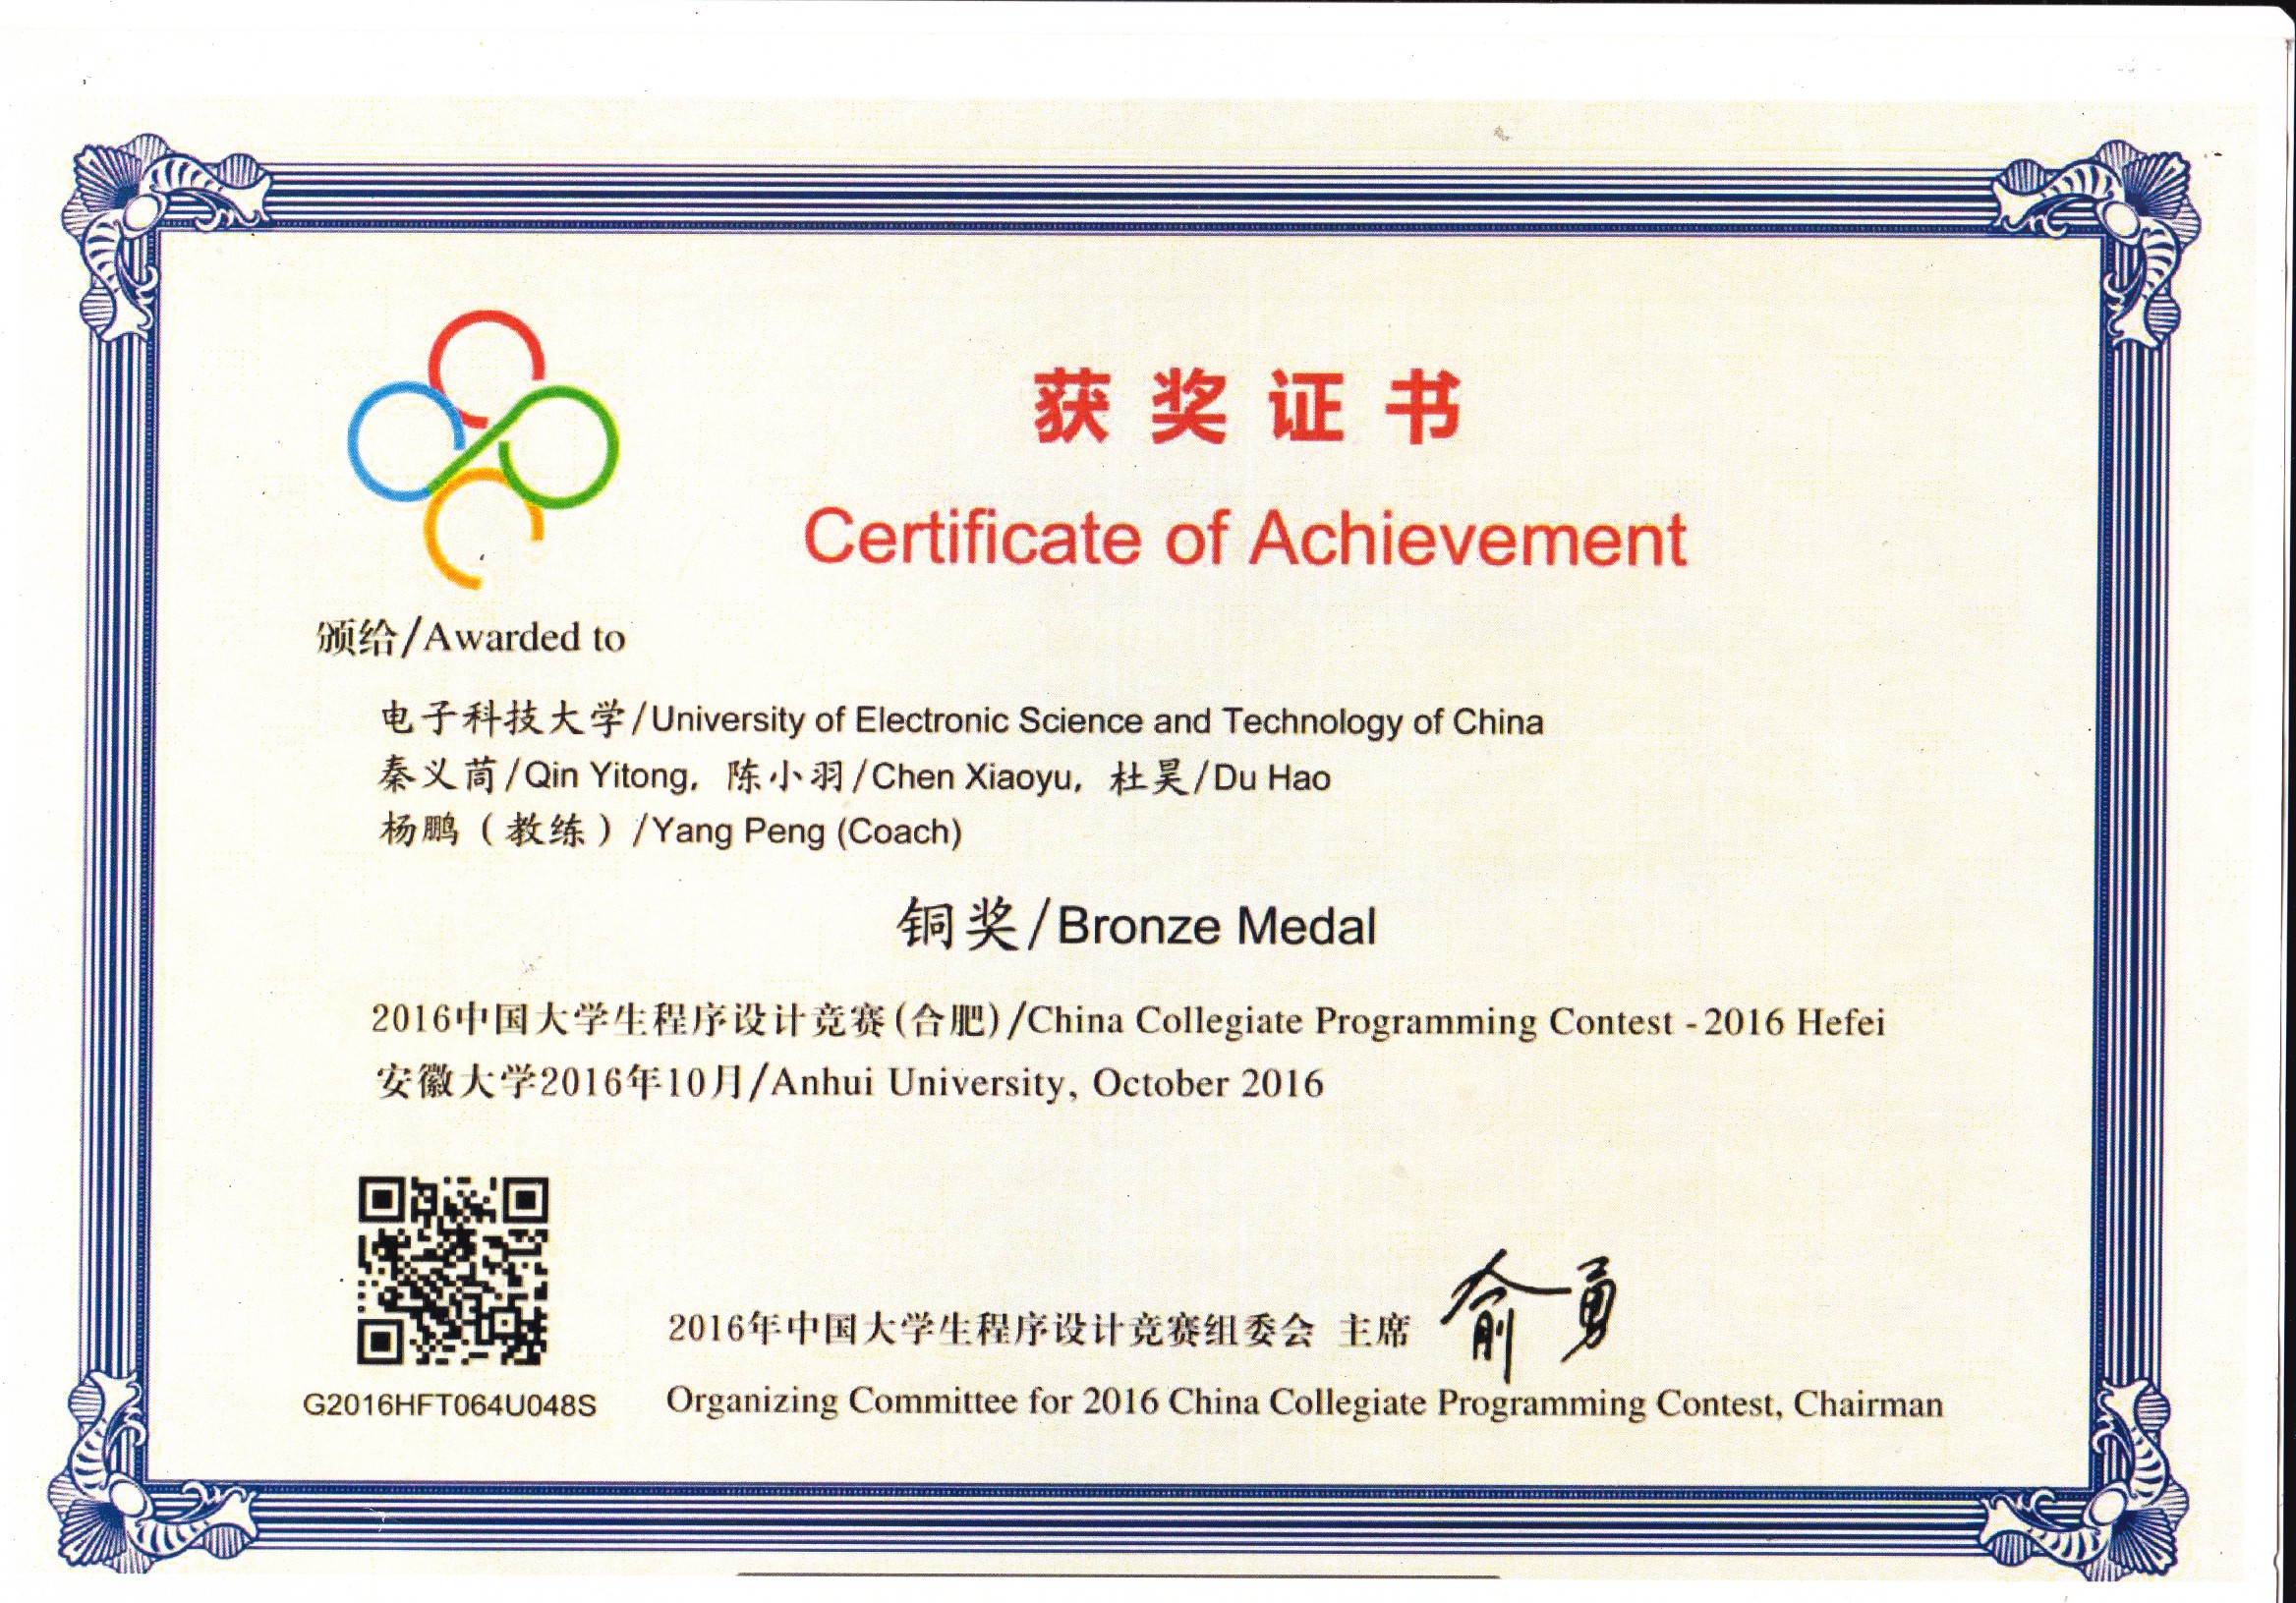 获奖证书
Certificate of Achievement
颁给/Awarded to
电子科技大学/University of Electronic Science and Technology of China
秦义茼/Qin Yitong, 陈小羽/Chen Xiaoyu, 杜昊/Du Hao
杨鹏（教练）/Yang Peng (Coach)
铜奖/Bronze Medal
2016中国大学生程序设计竞赛(合肥)/China Collegiate Programming Contest - 2016 Hefei
安徽大学2016年10月/Anhui University, October 2016
2016年中国大学生程序设计竞赛组委会 主席 俞勇
G2016HFT064U048S
Organizing Committee for 2016 China Collegiate Programming Contest, Chairman